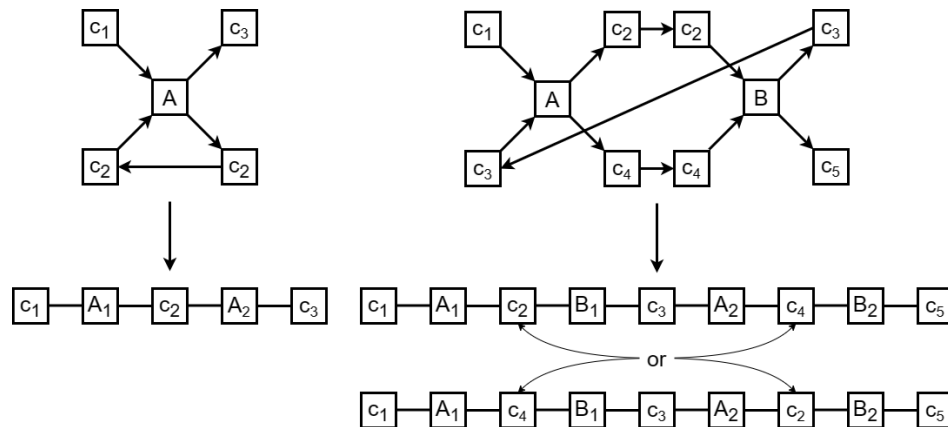 c₁ c₃ c₁ c₂ c₂ c₃
A A B
c₂ c₂ c₃ c₄ c₄ c₅
c₁ A₁ c₂ A₂ c₃ c₁ A₁ c₂ B₁ c₃ A₂ c₄ B₂ c₅
or
c₁ A₁ c₄ B₁ c₃ A₂ c₂ B₂ c₅